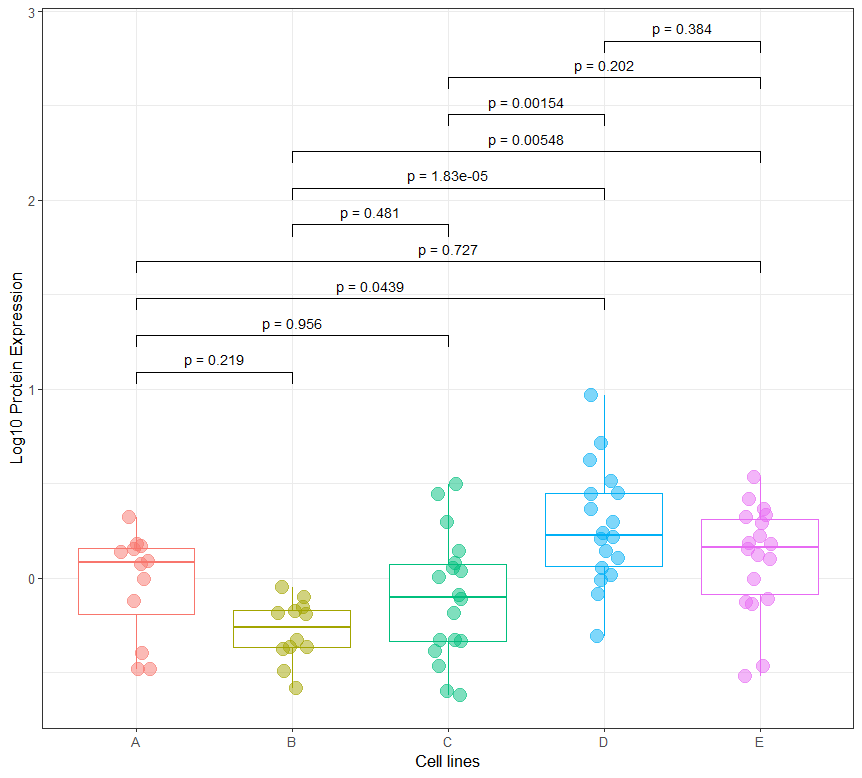 3
p = 0.384
p = 0.202
p = 0.00154
p = 0.00548
p = 1.83e-05
2
p = 0.481
p = 0.727
p = 0.0439
p = 0.956
p = 0.219
1
0
Log10 Protein Expression
A B C D E
Cell lines